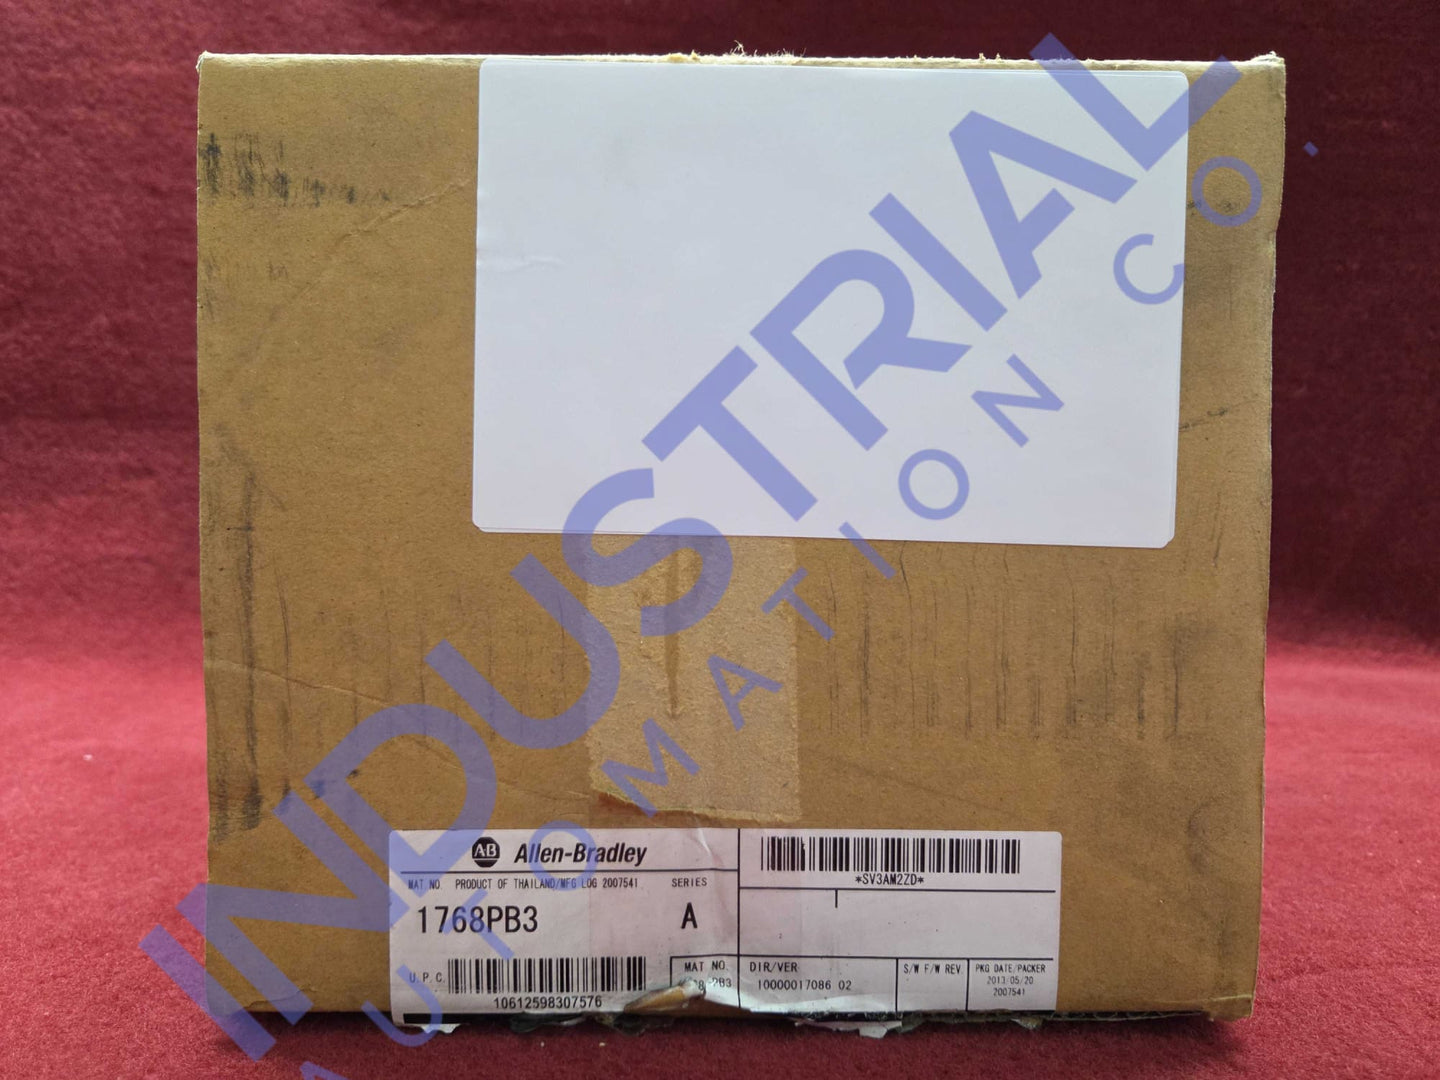 INDUSTRIAL
AUTOMATION CO.
AB Allen-Bradley
MAT NO. PRODUCT OF THAILAND/MFG LOG 2007541 SERIES
1768PB3 A
*SV3AM2ZD*
U.P.C.
10612598307576
MAT NO.
DIR/VER
10000017086 02
S/W F/W REV.
PKG DATE/PACKER
2013/05/20
2007541